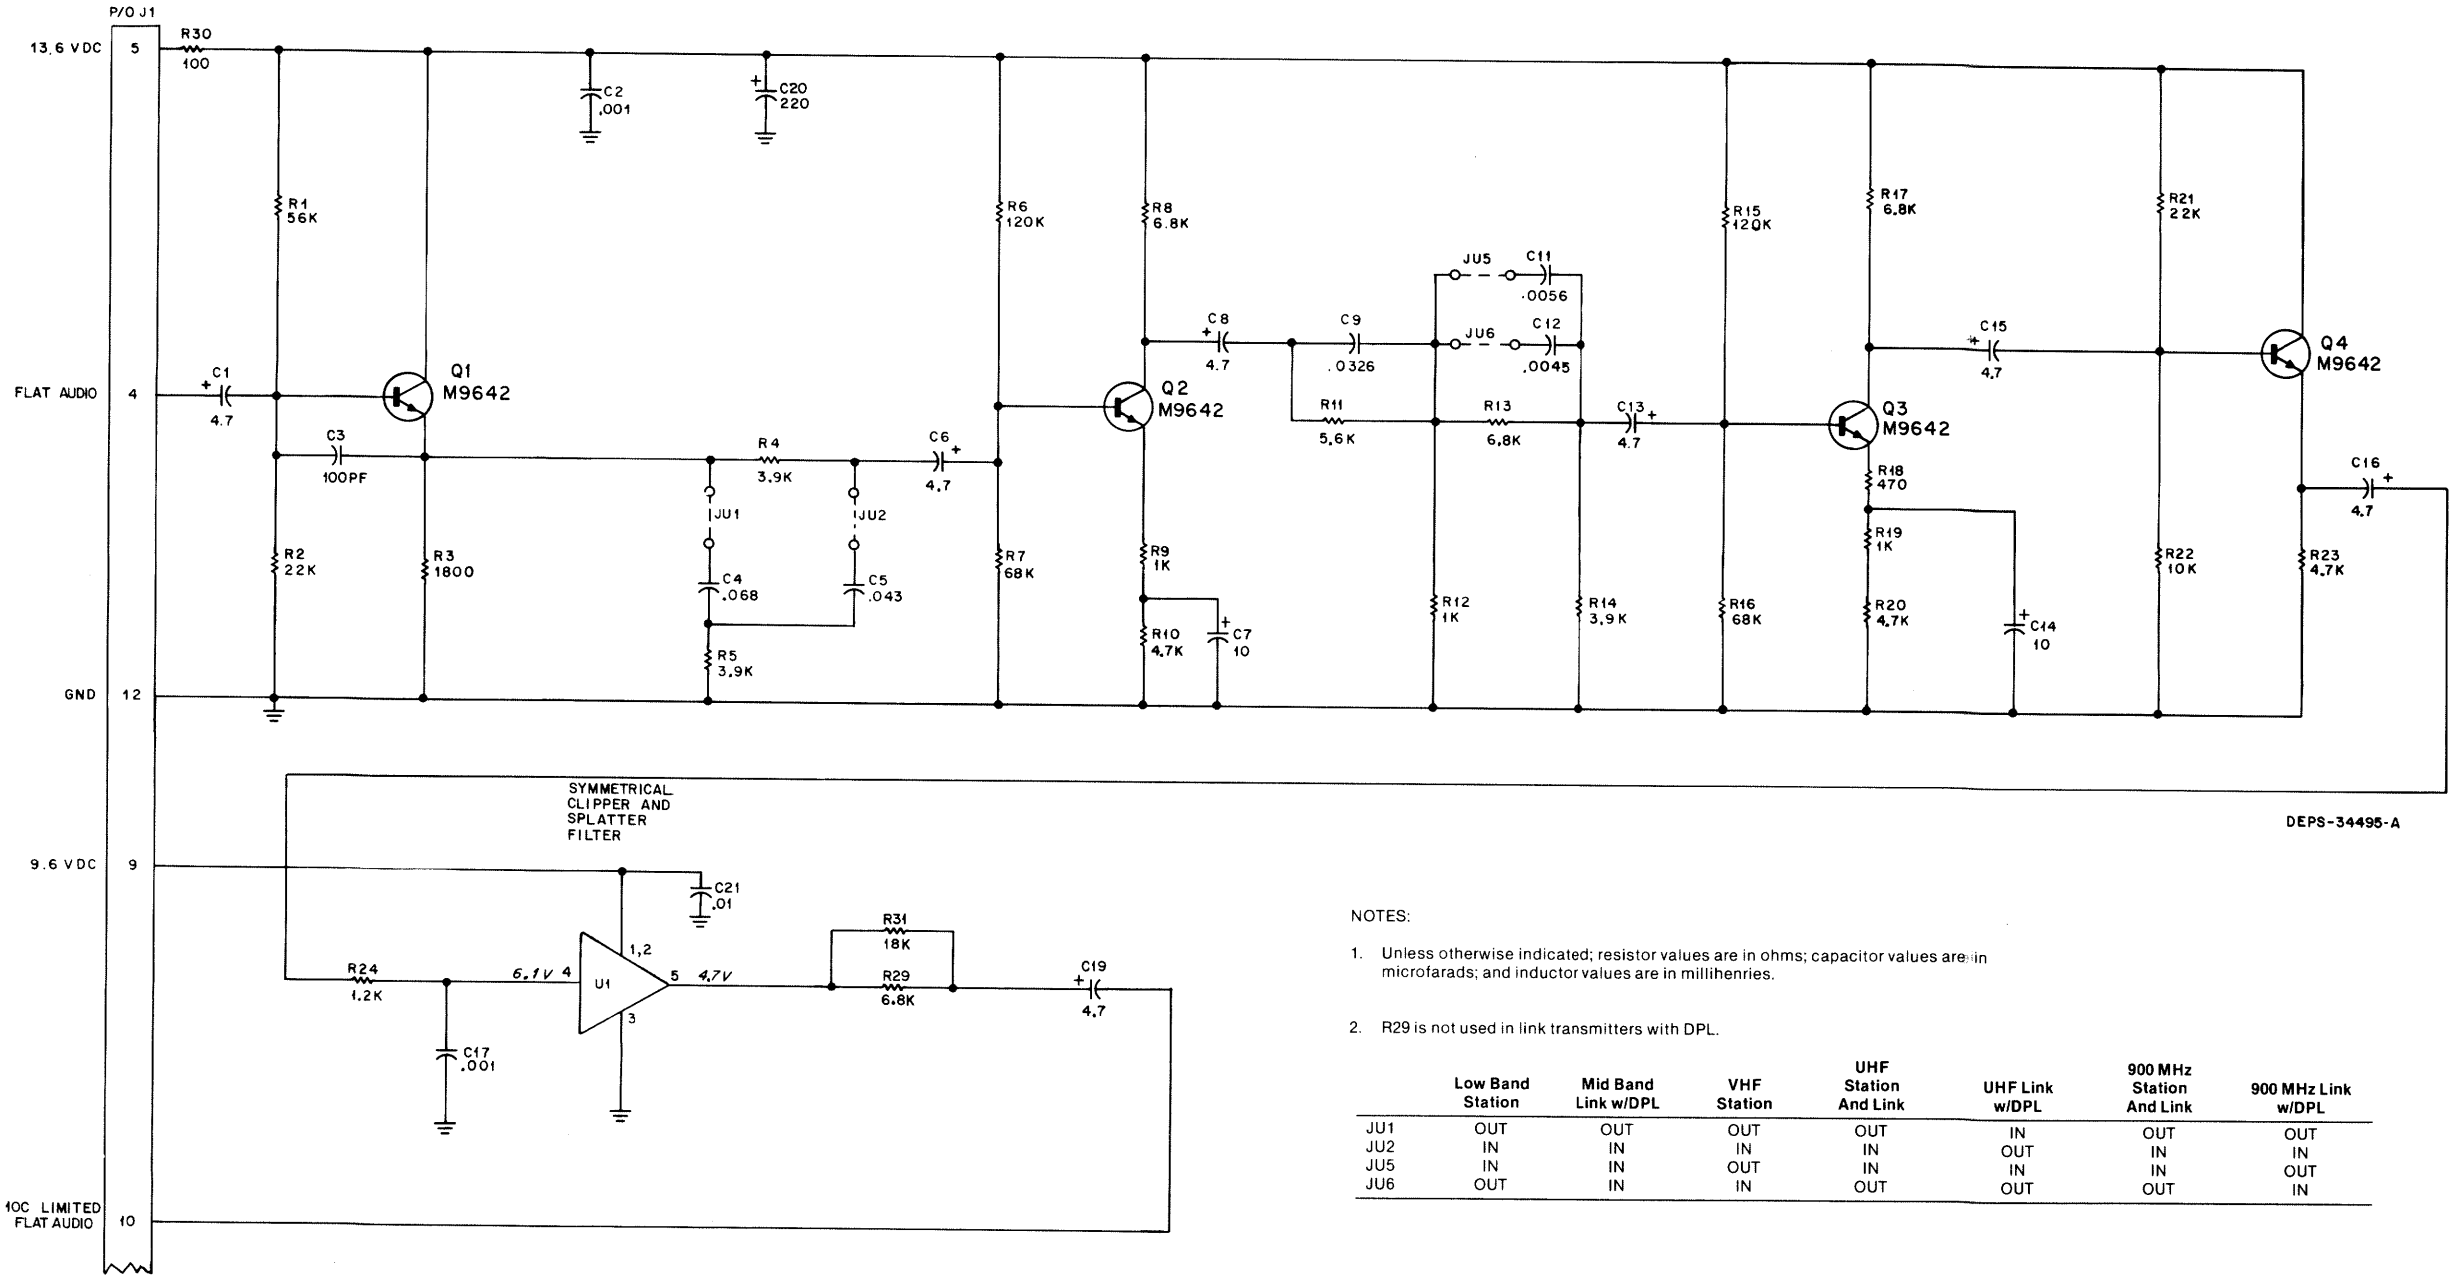 P/O J1
13.6 VDC 5
R30
100
C2
.001
C20
220
R1
56K
R6
120K
R8
6.8K
R15
120K
R17
6.8K
R21
22K
FLAT AUDIO 4
C1
+
4.7
Q1
M9642
C3
100PF
R4
3.9K
C6
+
4.7
Q2
M9642
C8
+
4.7
C9
.0326
JU5
C11
.0056
JU6
C12
.0045
R11
5.6K
R13
6.8K
C13
+
4.7
Q3
M9642
C15
+
4.7
Q4
M9642
R18
470
C16
+
4.7
R2
22K
R3
1800
JU1
JU2
C4
.068
C5
.043
R5
3.9K
R7
68K
R9
1K
R10
4.7K
+
C7
10
R12
1K
R14
3.9K
R16
68K
R19
1K
R20
4.7K
+
C14
10
R22
10K
R23
4.7K
GND 12
SYMMETRICAL
CLIPPER AND
SPLATTER
FILTER
DEPS-34495-A
9.6 VDC 9
C21
.01
R31
18K
R24
1.2K
6.1V 4
U1
1,2
3
5 4.7V
R29
6.8K
C19
+
4.7
C17
.001
10C LIMITED
FLAT AUDIO 10
NOTES:
1. Unless otherwise indicated; resistor values are in ohms; capacitor values are in
microfarads; and inductor values are in millihenries.
2. R29 is not used in link transmitters with DPL.
Low Band Station Mid Band Link w/DPL VHF Station UHF Station And Link UHF Link w/DPL 900 MHz Station And Link 900 MHz Link w/DPL
JU1 OUT OUT OUT OUT IN OUT OUT
JU2 IN IN IN IN OUT IN IN
JU5 IN IN OUT IN IN IN OUT
JU6 OUT IN IN OUT OUT OUT IN